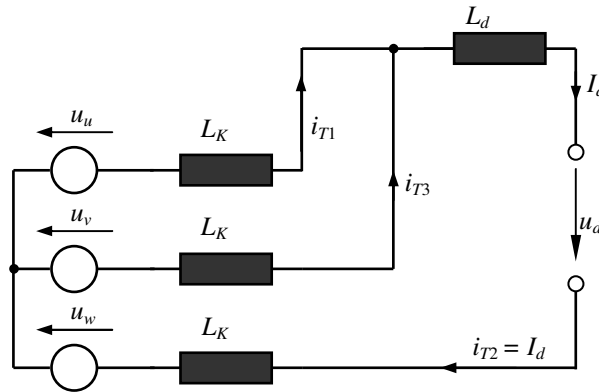 L_d
I_d
u_u
L_K
i_T1
u_v
L_K
i_T3
u_d
u_w
L_K
i_T2 = I_d